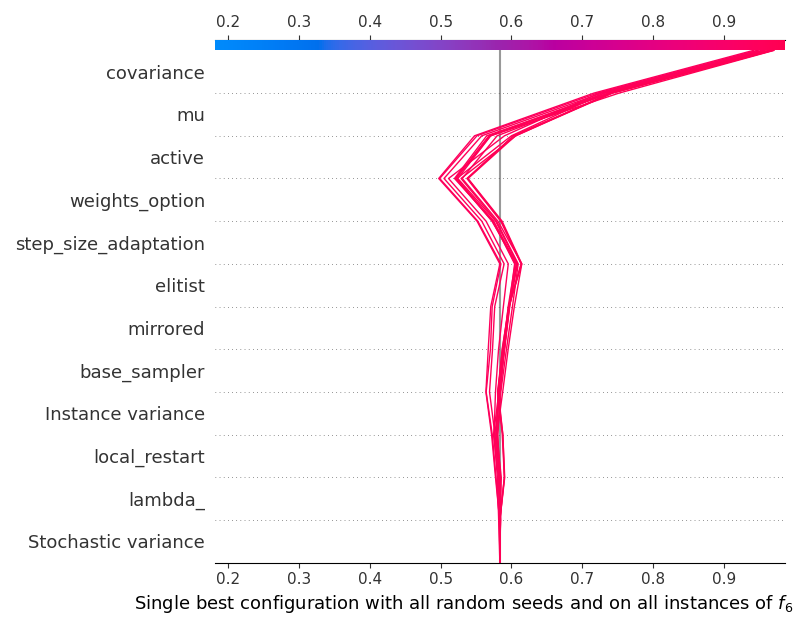 0.2 0.3 0.4 0.5 0.6 0.7 0.8 0.9
covariance
mu
active
weights_option
step_size_adaptation
elitist
mirrored
base_sampler
Instance variance
local_restart
lambda_
Stochastic variance
0.2 0.3 0.4 0.5 0.6 0.7 0.8 0.9
Single best configuration with all random seeds and on all instances of f₆